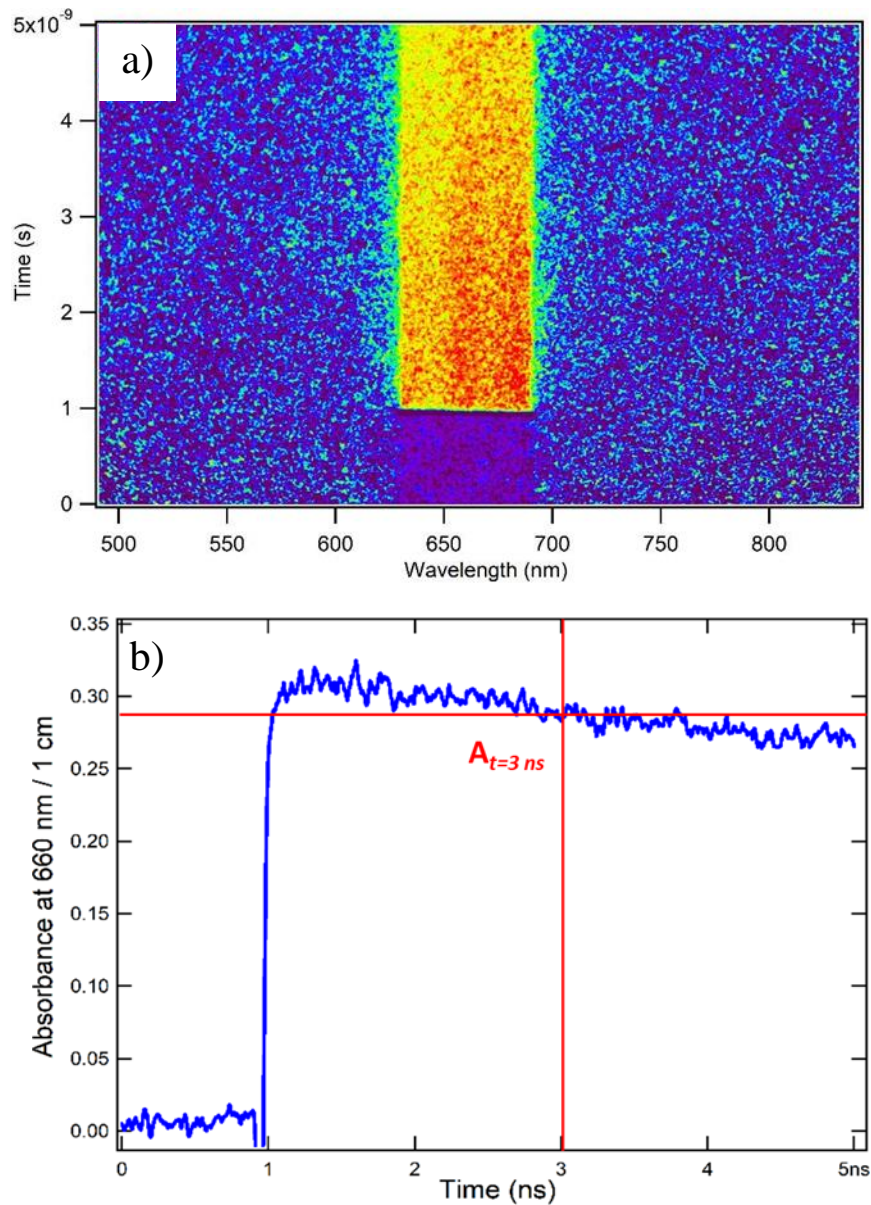 a)
5x10⁻⁹
4
3
2
1
0
Time (s)
500 550 600 650 700 750 800
Wavelength (nm)
b)
0.35
0.30
0.25
0.20
0.15
0.10
0.05
0.00
Absorbance at 660 nm / 1 cm
A t=3 ns
0 1 2 3 4 5ns
Time (ns)